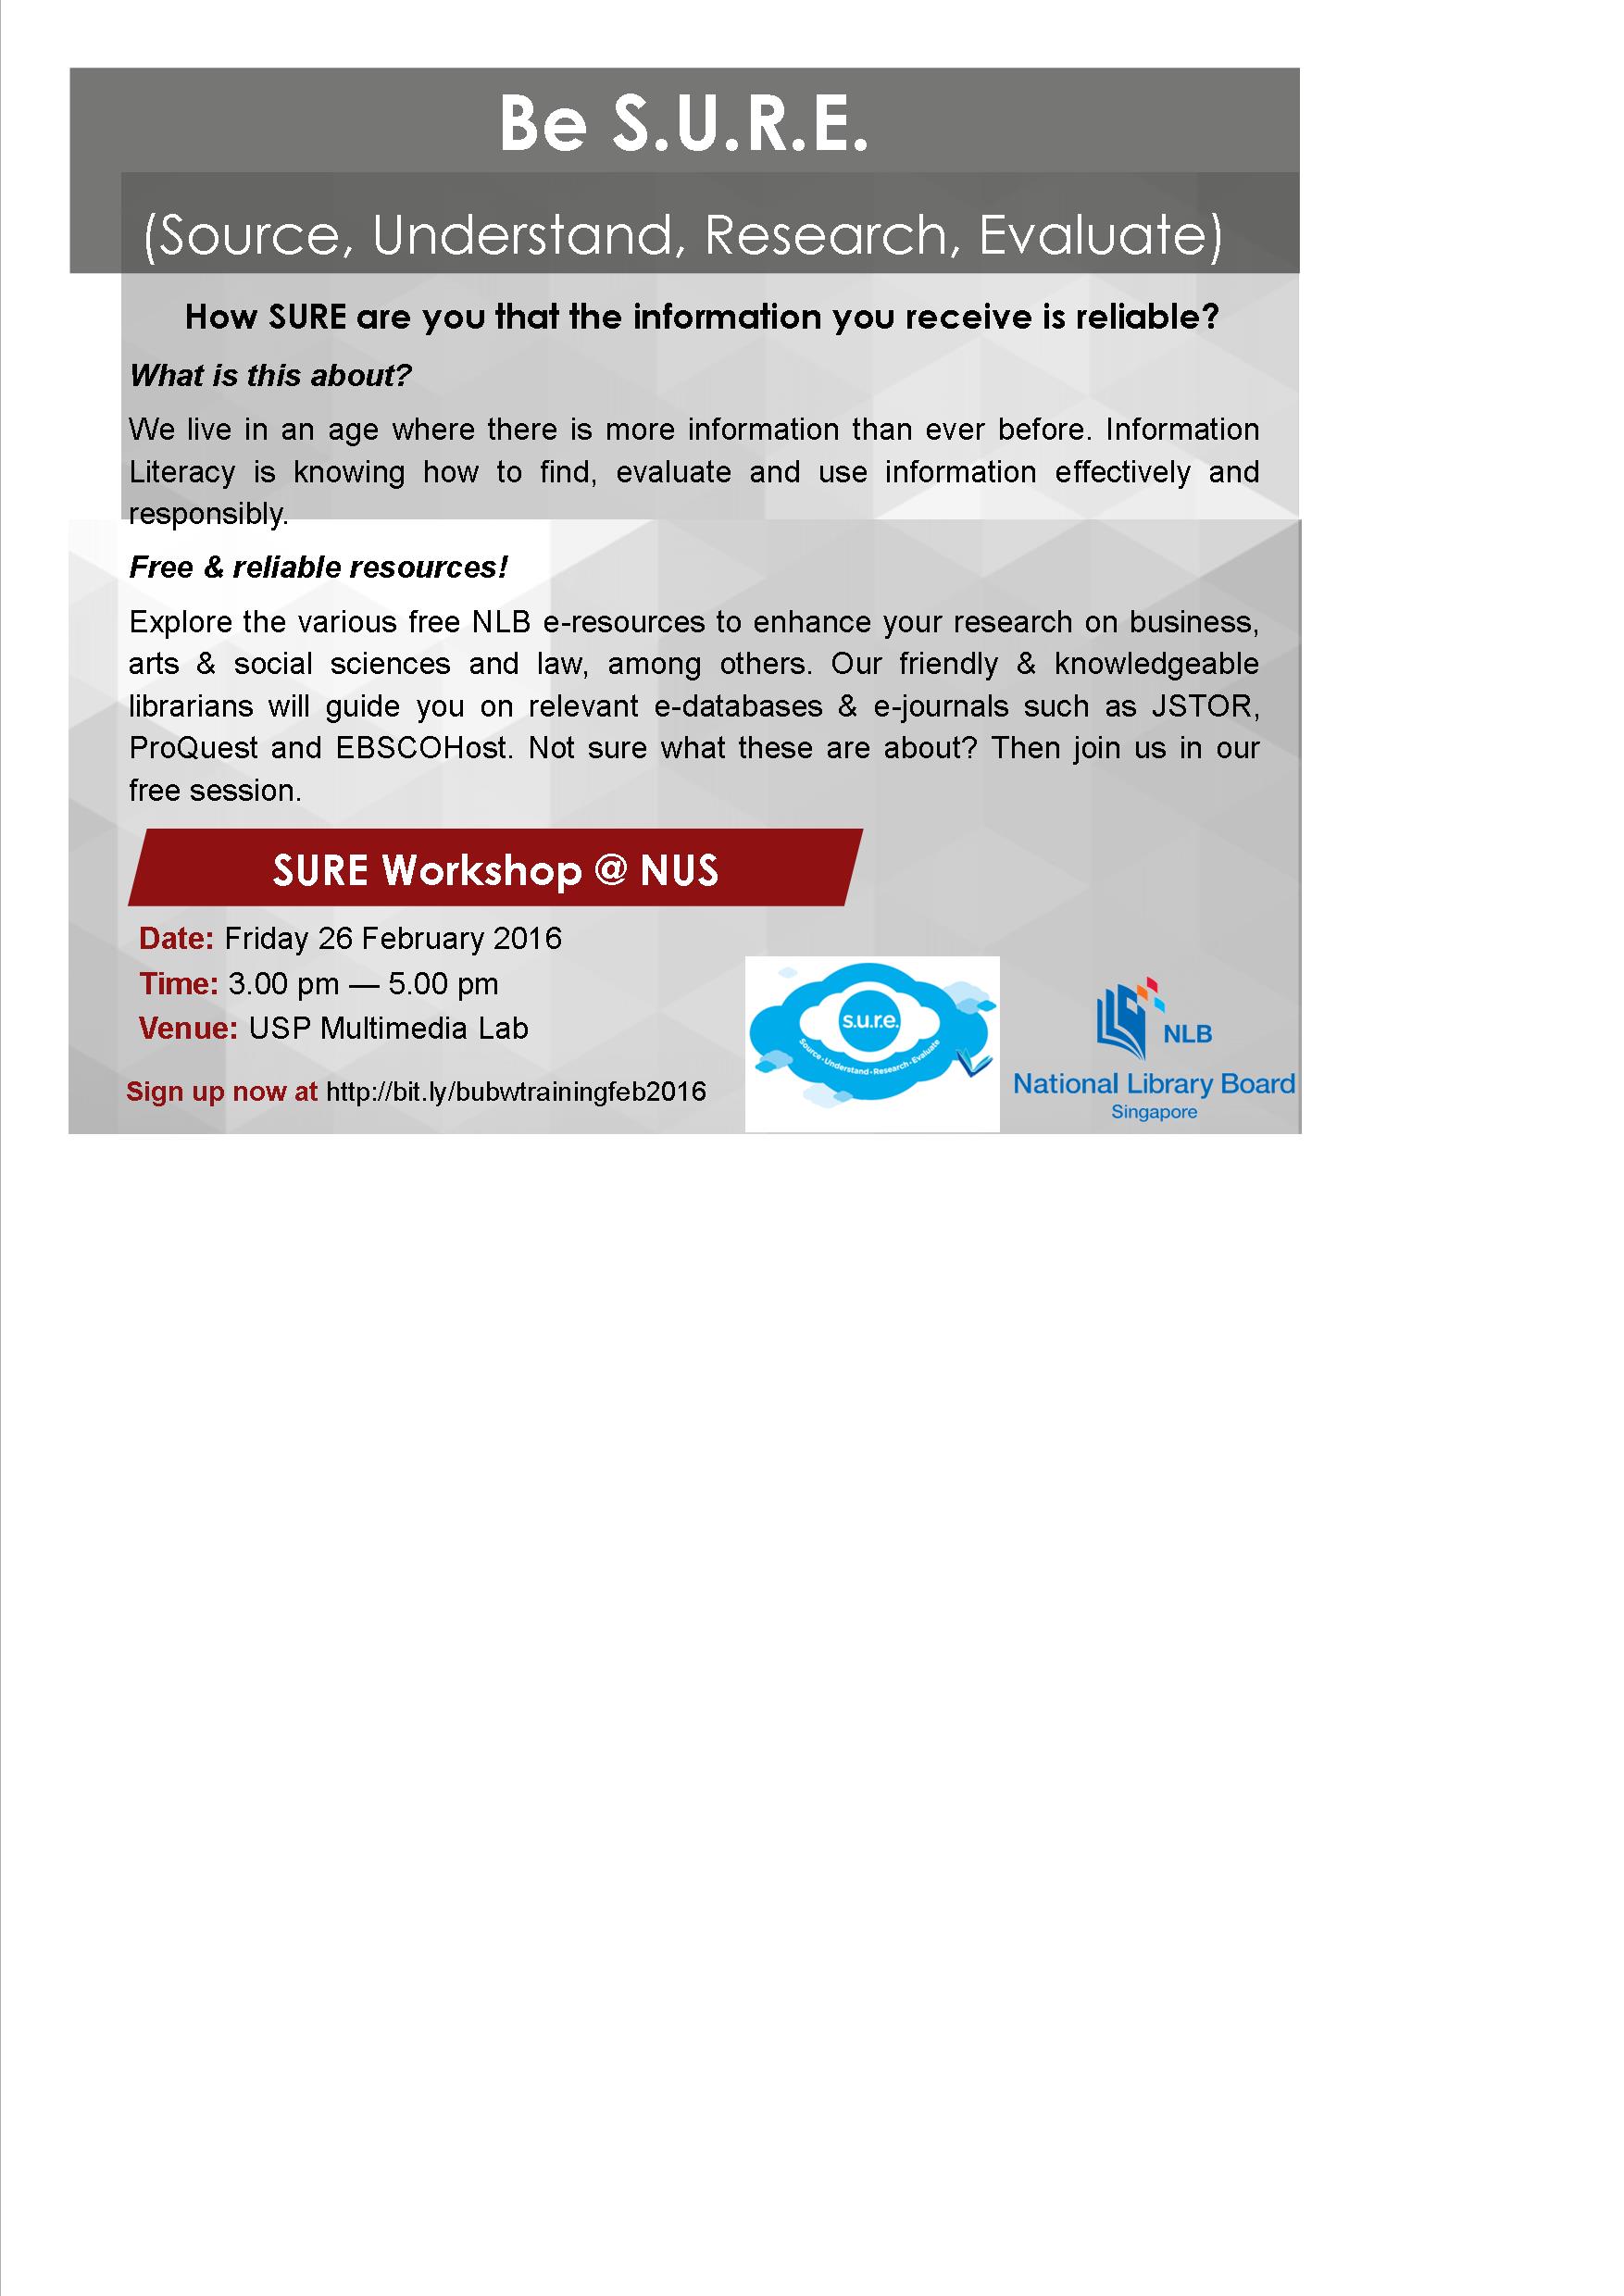 Be S.U.R.E.
(Source, Understand, Research, Evaluate)
How SURE are you that the information you receive is reliable?
What is this about?
We live in an age where there is more information than ever before. Information
Literacy is knowing how to find, evaluate and use information effectively and
responsibly.
Free & reliable resources!
Explore the various free NLB e-resources to enhance your research on business,
arts & social sciences and law, among others. Our friendly & knowledgeable
librarians will guide you on relevant e-databases & e-journals such as JSTOR,
ProQuest and EBSCOHost. Not sure what these are about? Then join us in our
free session.
SURE Workshop @ NUS
Date: Friday 26 February 2016
Time: 3.00 pm — 5.00 pm
Venue: USP Multimedia Lab
Sign up now at http://bit.ly/bubwtrainingfeb2016
s.u.r.e.
Source•Understand•Research•Evaluate
NLB
National Library Board
Singapore